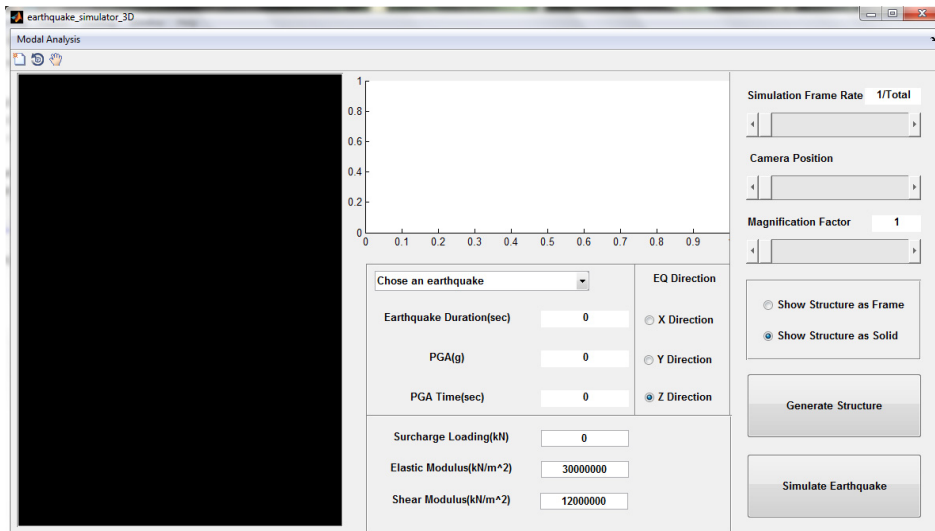 earthquake_simulator_3D
Modal Analysis
1
0.8
0.6
0.4
0.2
0
0 0.1 0.2 0.3 0.4 0.5 0.6 0.7 0.8 0.9
Chose an earthquake
Earthquake Duration(sec) 0
PGA(g) 0
PGA Time(sec) 0
EQ Direction
X Direction
Y Direction
Z Direction
Surcharge Loading(kN) 0
Elastic Modulus(kN/m^2) 30000000
Shear Modulus(kN/m^2) 12000000
Simulation Frame Rate 1/Total
Camera Position
Magnification Factor 1
Show Structure as Frame
Show Structure as Solid
Generate Structure
Simulate Earthquake